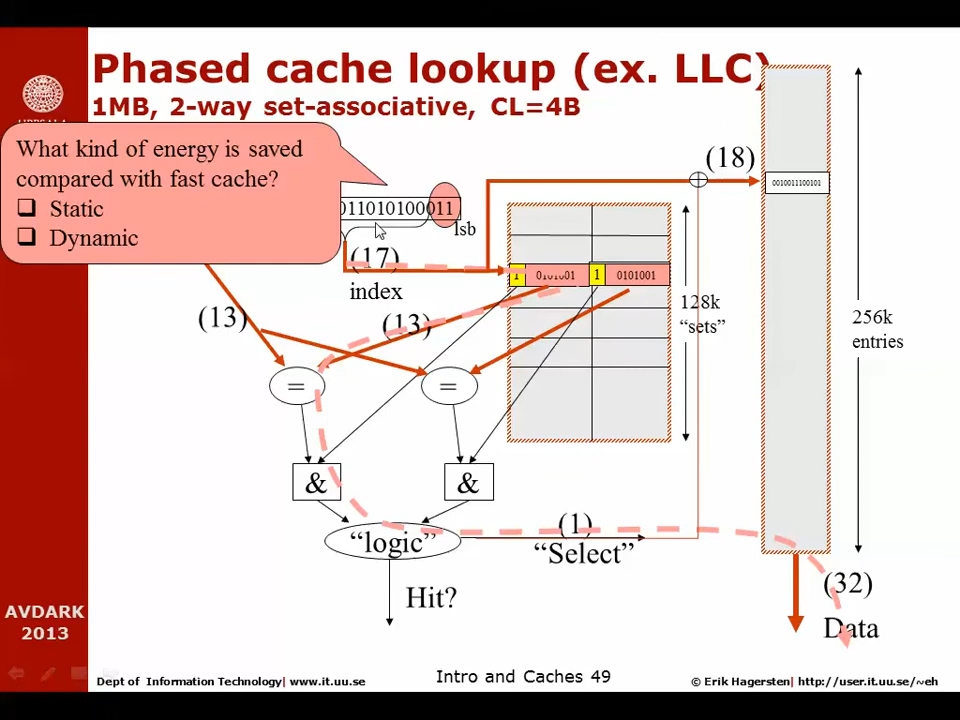 Phased cache lookup (ex. LLC)
1MB, 2-way set-associative, CL=4B
What kind of energy is saved
compared with fast cache?
Static
Dynamic
(18)
0010011100101
011010100011
lsb
(17)
index
1 0101001 1 0101001
(13)
(13)
128k
“sets”
256k
entries
=
=
&
&
“logic”
(1)
“Select”
Hit?
(32)
Data
AVDARK
2013
Dept of Information Technology| www.it.uu.se
Intro and Caches 49
© Erik Hagersten| http://user.it.uu.se/~eh